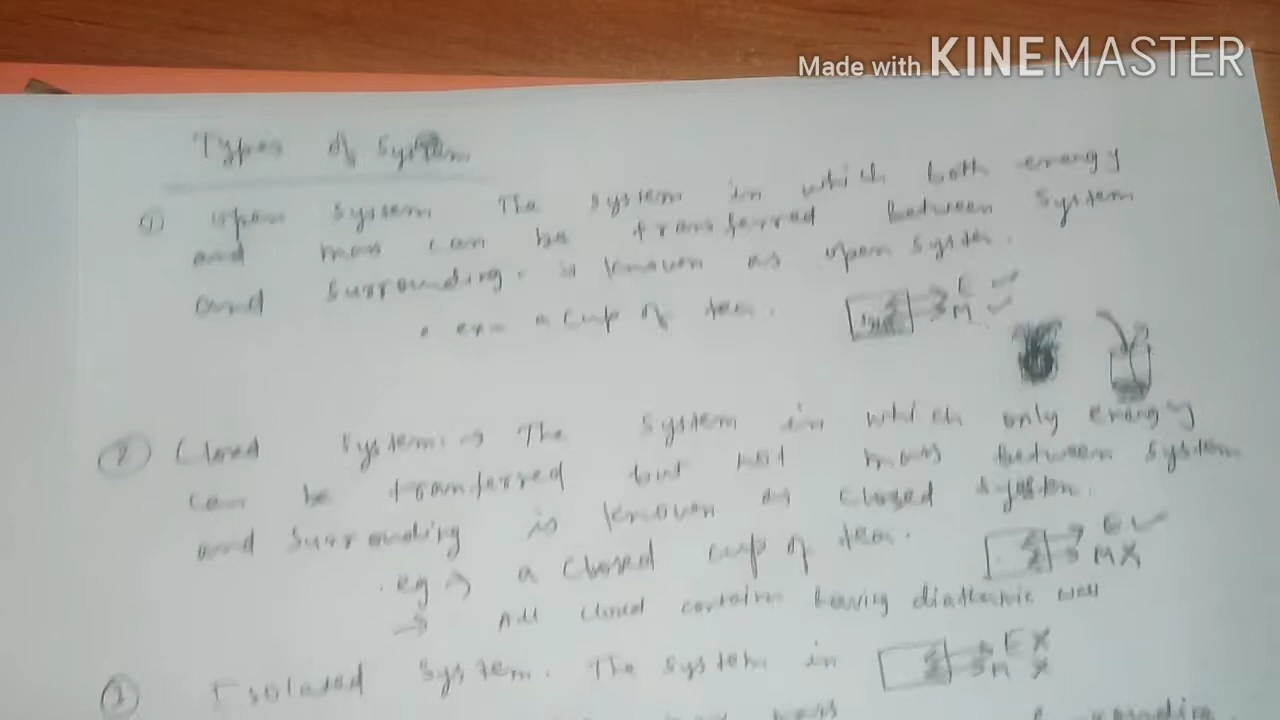 Made with KINEMASTER
Types of System
① Open System The system in which both energy
and mass can be transferred between system
and surrounding. is known as open system.
• ex= a cup of tea.
E ✓
M ✓
② Closed System:→ The system in which only energy
can be tranferred but not mass between system
and surrounding is known as closed system.
eg → a closed cup of tea.
E ✓
M X
→ All closed container having diathermic wall
③ Isolated System. The system in
E X
M X
mass